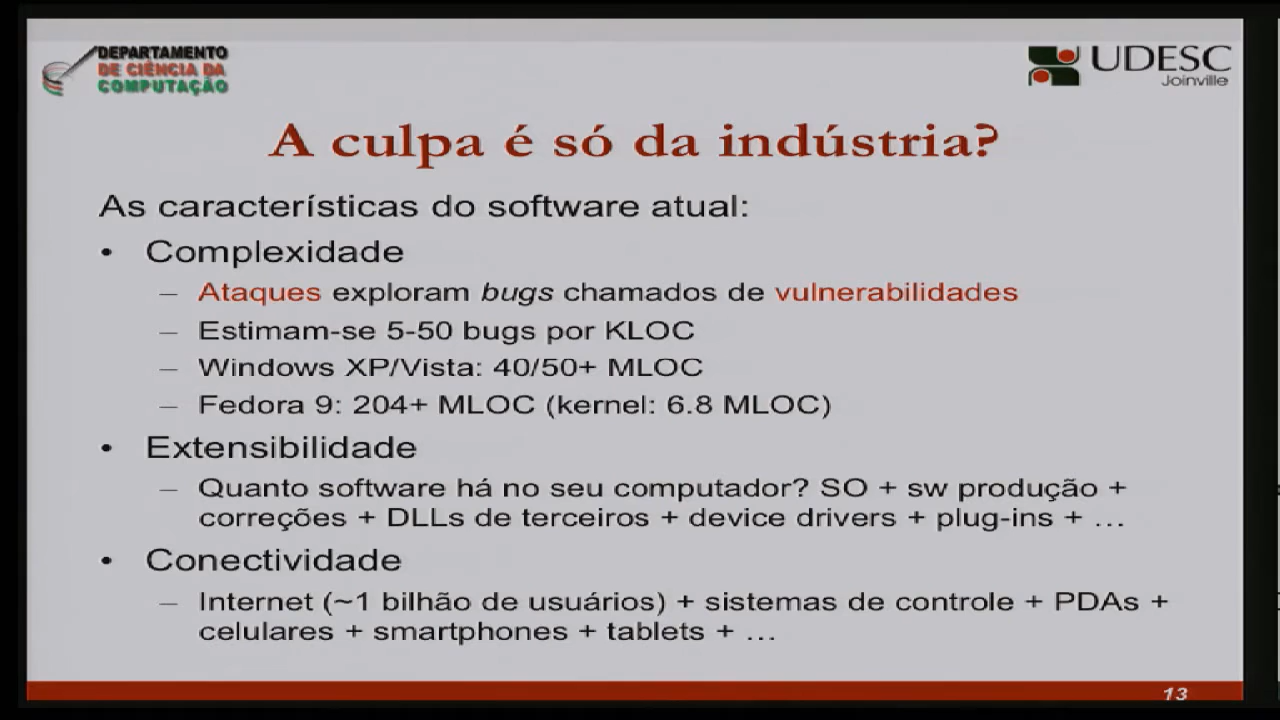 DEPARTAMENTO
DE CIÊNCIA DA
COMPUTAÇÃO
UDESC
Joinville
A culpa é só da indústria?
As características do software atual:
• Complexidade
– Ataques exploram bugs chamados de vulnerabilidades
– Estimam-se 5-50 bugs por KLOC
– Windows XP/Vista: 40/50+ MLOC
– Fedora 9: 204+ MLOC (kernel: 6.8 MLOC)
• Extensibilidade
– Quanto software há no seu computador? SO + sw produção +
correções + DLLs de terceiros + device drivers + plug-ins + …
• Conectividade
– Internet (~1 bilhão de usuários) + sistemas de controle + PDAs +
celulares + smartphones + tablets + …
13